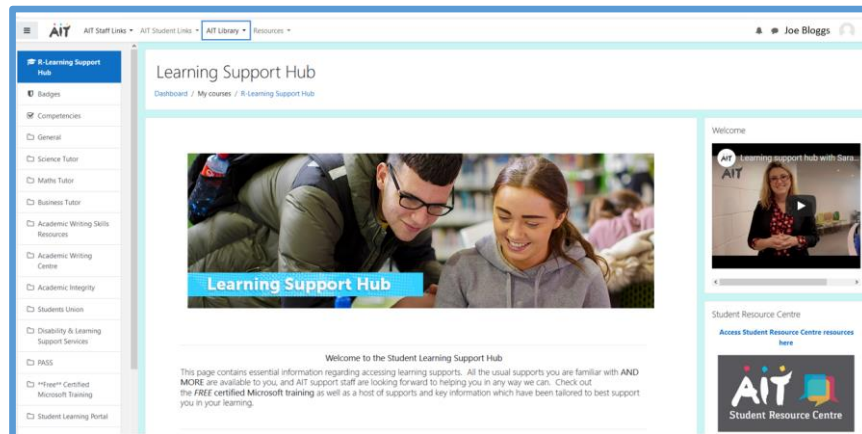 AIT
AIT Staff Links
AIT Student Links
AIT Library
Resources
Joe Bloggs
R-Learning Support
Hub
Badges
Competencies
General
Science Tutor
Maths Tutor
Business Tutor
Academic Writing Skills
Resources
Academic Writing
Centre
Academic Integrity
Students Union
Disability & Learning
Support Services
PASS
**Free** Certified
Microsoft Training
Student Learning Portal
Learning Support Hub
Dashboard / My courses / R-Learning Support Hub
Learning Support Hub
Welcome to the Student Learning Support Hub
This page contains essential information regarding accessing learning supports. All the usual supports you are familiar with AND
MORE are available to you, and AIT support staff are looking forward to helping you in any way we can. Check out
the FREE certified Microsoft training as well as a host of supports and key information which have been tailored to best support
you in your learning.
Welcome
AIT
Learning support hub with Sara...
AIT
Student Resource Centre
Access Student Resource Centre resources
here
AIT
Student Resource Centre